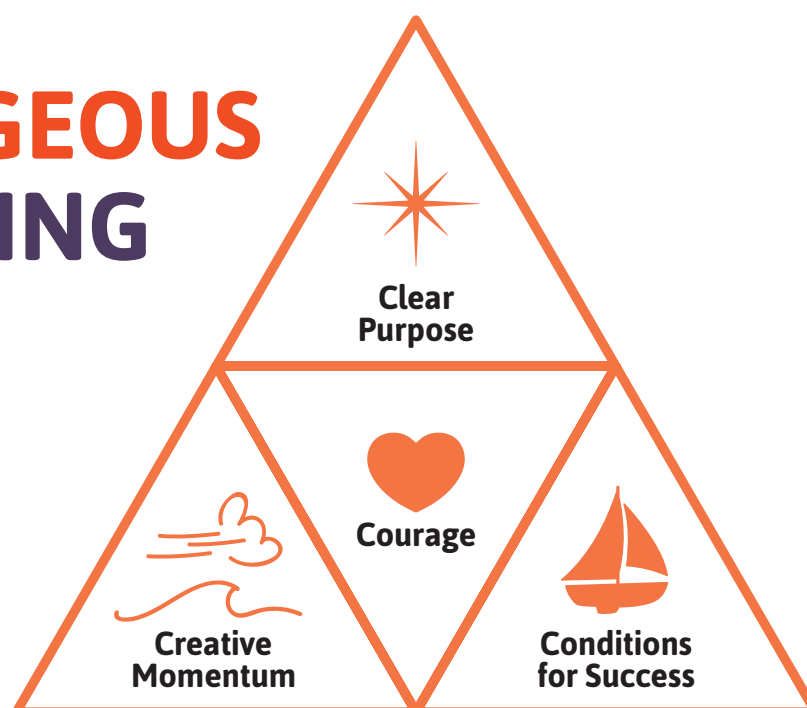 GEOUS
ING
Clear
Purpose
Courage
Creative
Momentum
Conditions
for Success